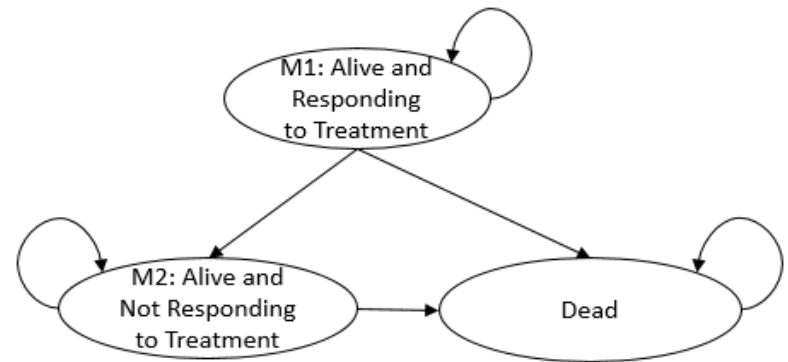 M1: Alive and
Responding
to Treatment
M2: Alive and
Not Responding
to Treatment
Dead